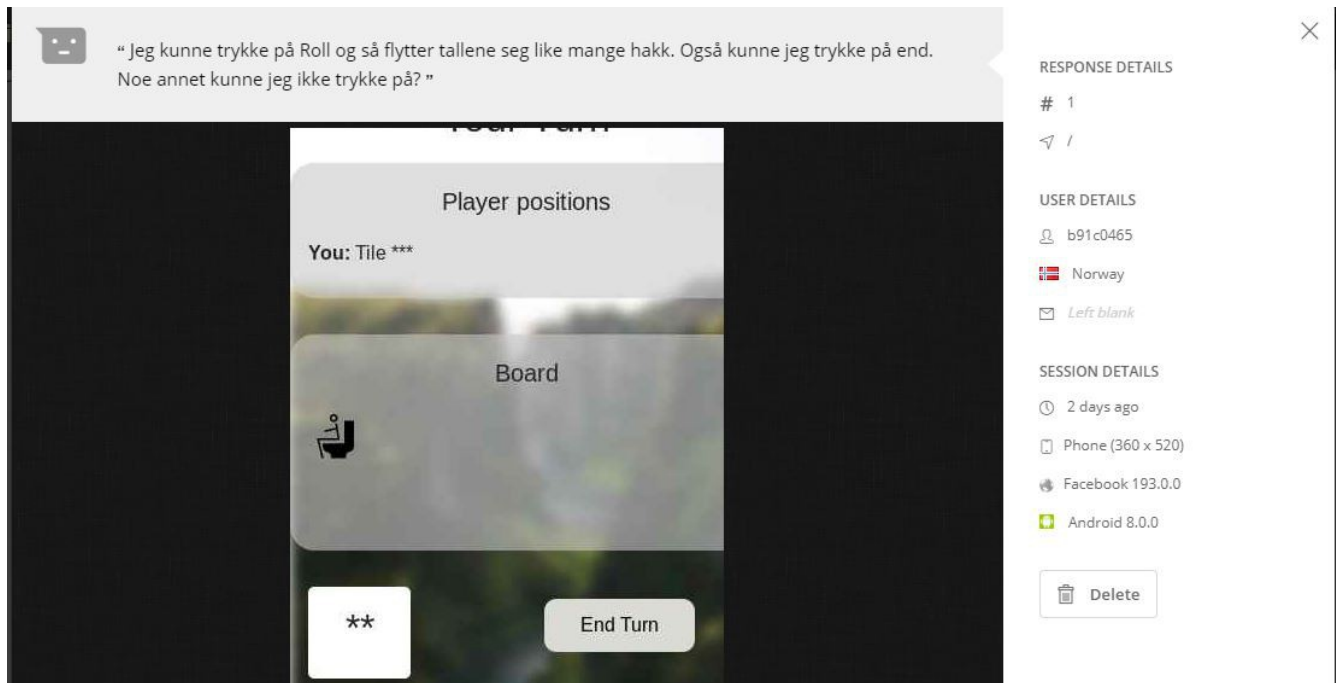 “ Jeg kunne trykke på Roll og så flytter tallene seg like mange hakk. Også kunne jeg trykke på end.
Noe annet kunne jeg ikke trykke på? ”
Your Turn
Player positions
You: Tile ***
Board
**
End Turn
RESPONSE DETAILS
# 1
/
USER DETAILS
b91c0465
Norway
Left blank
SESSION DETAILS
2 days ago
Phone (360 x 520)
Facebook 193.0.0
Android 8.0.0
Delete